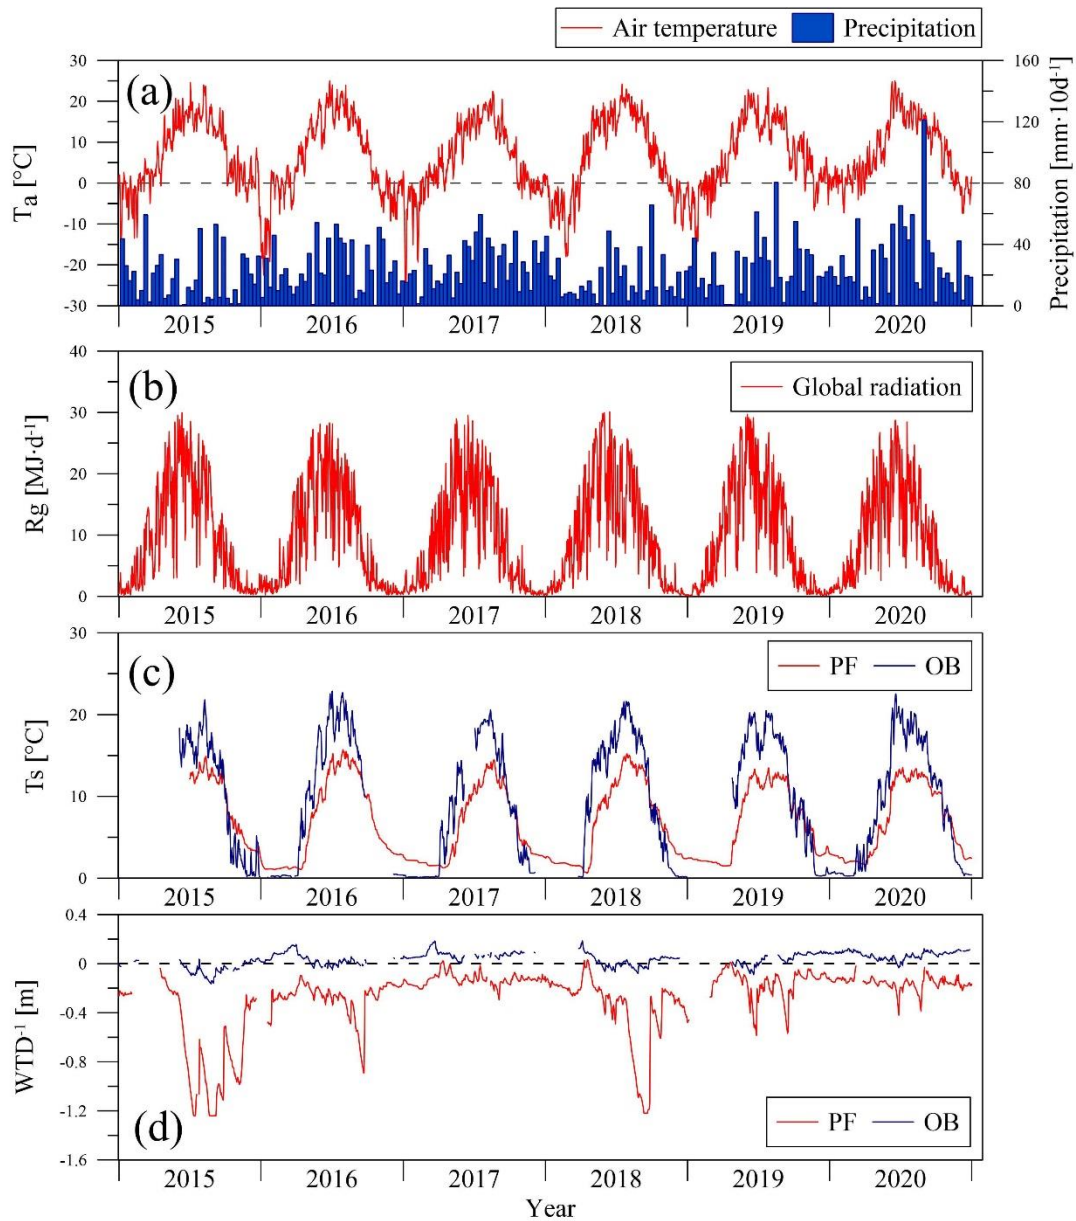 Air temperature Precipitation
(a)
Tₐ [°C]
30
20
10
0
-10
-20
-30
Precipitation [mm·10d⁻¹]
160
120
80
40
0
2015 2016 2017 2018 2019 2020
(b)
Global radiation
Rg [MJ·d⁻¹]
40
30
20
10
0
2015 2016 2017 2018 2019 2020
(c)
PF OB
Ts [°C]
30
20
10
0
2015 2016 2017 2018 2019 2020
WTD⁻¹ [m]
0.4
0
-0.4
-0.8
-1.2
-1.6
(d)
PF OB
2015 2016 2017 2018 2019 2020
Year